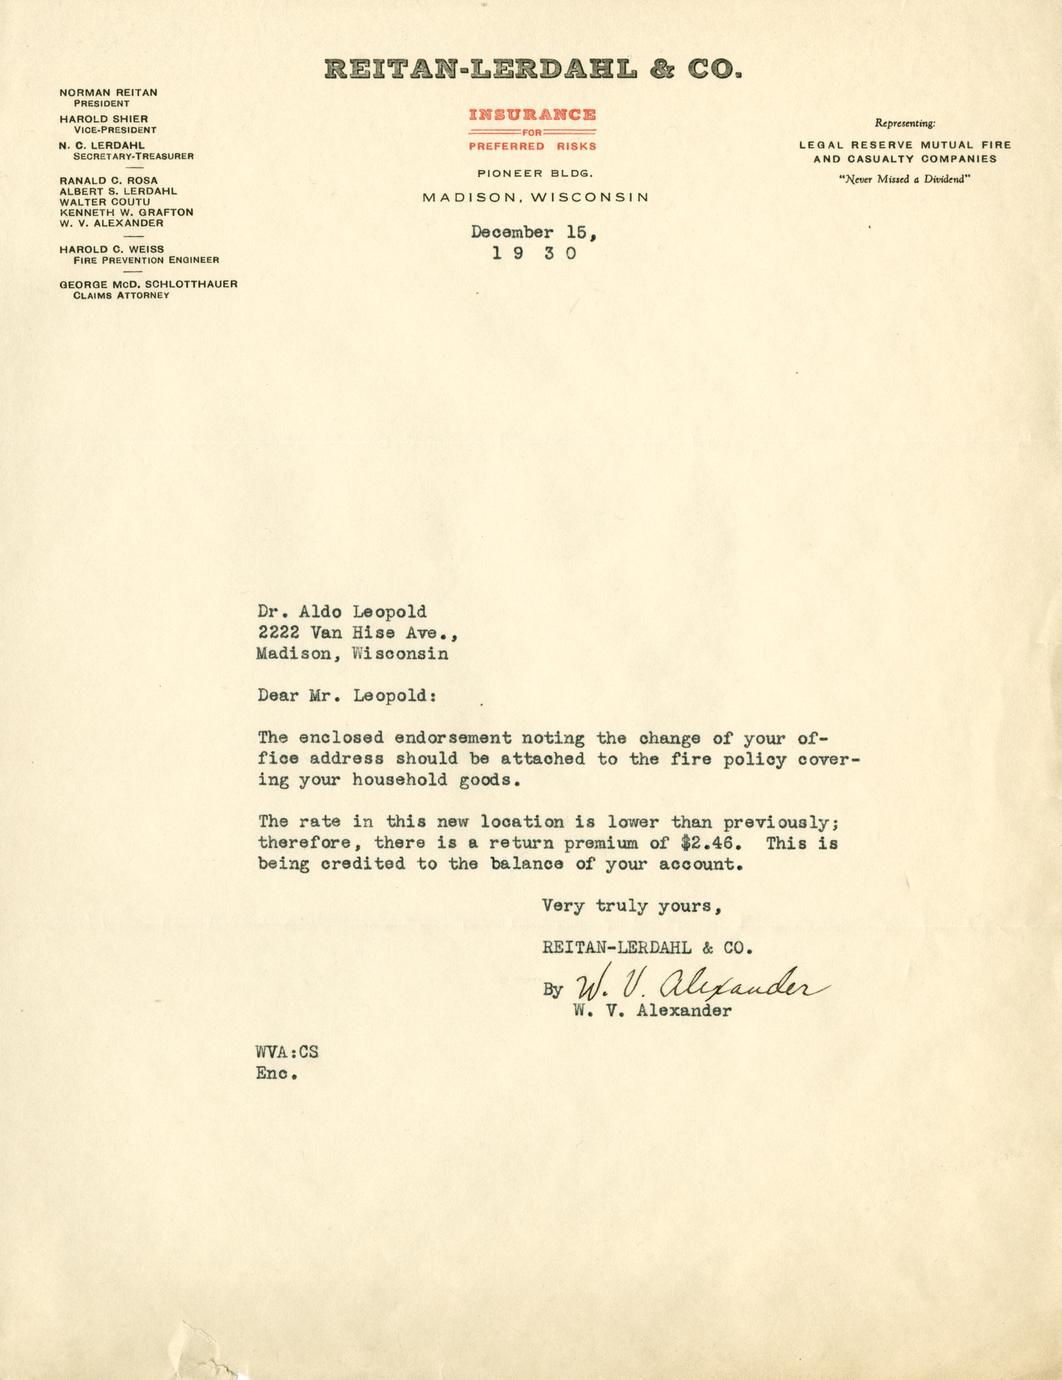 REITAN-LERDAHL & CO.
NORMAN REITAN
PRESIDENT
HAROLD SHIER
VICE-PRESIDENT
N. C. LERDAHL
SECRETARY-TREASURER
RANALD C. ROSA
ALBERT S. LERDAHL
WALTER COUTU
KENNETH W. GRAFTON
W. V. ALEXANDER
HAROLD C. WEISS
FIRE PREVENTION ENGINEER
GEORGE McD. SCHLOTTHAUER
CLAIMS ATTORNEY
INSURANCE
FOR
PREFERRED RISKS
PIONEER BLDG.
MADISON, WISCONSIN
Representing:
LEGAL RESERVE MUTUAL FIRE
AND CASUALTY COMPANIES
"Never Missed a Dividend"
December 15,
1 9 3 0
Dr. Aldo Leopold
2222 Van Hise Ave.,
Madison, Wisconsin
Dear Mr. Leopold:
The enclosed endorsement noting the change of your of-
fice address should be attached to the fire policy cover-
ing your household goods.
The rate in this new location is lower than previously;
therefore, there is a return premium of $2.46. This is
being credited to the balance of your account.
Very truly yours,
REITAN-LERDAHL & CO.
By W. V. Alexander
W. V. Alexander
WVA:CS
Enc.